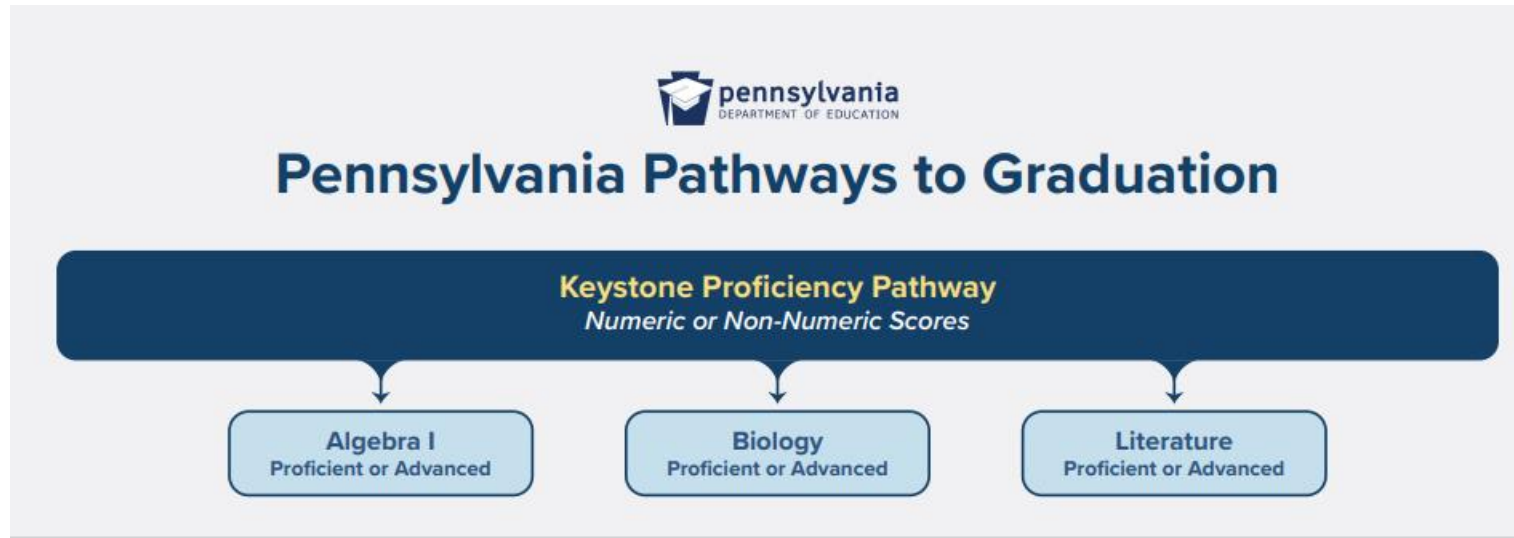 pennsylvania
DEPARTMENT OF EDUCATION
Pennsylvania Pathways to Graduation
Keystone Proficiency Pathway
Numeric or Non-Numeric Scores
Algebra I
Proficient or Advanced
Biology
Proficient or Advanced
Literature
Proficient or Advanced